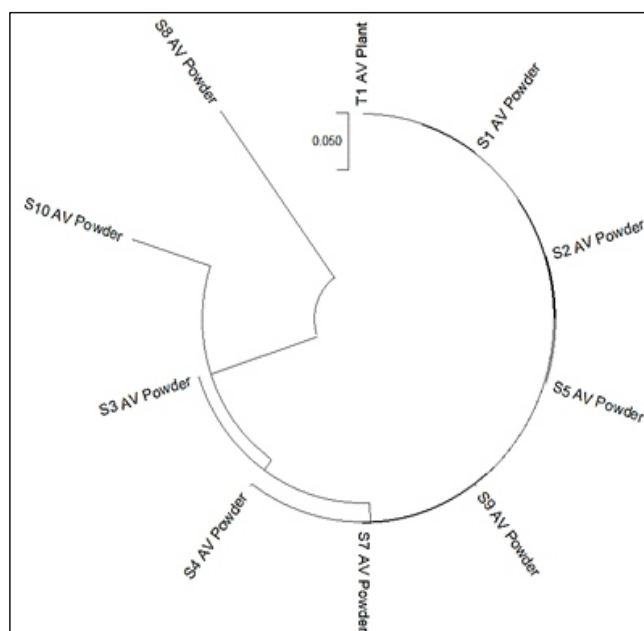 S8 AV Powder
T1 AV Plant
S1 AV Powder
0.050
S10 AV Powder
S2 AV Powder
S3 AV Powder
S5 AV Powder
S4 AV Powder
S9 AV Powder
S7 AV Powder